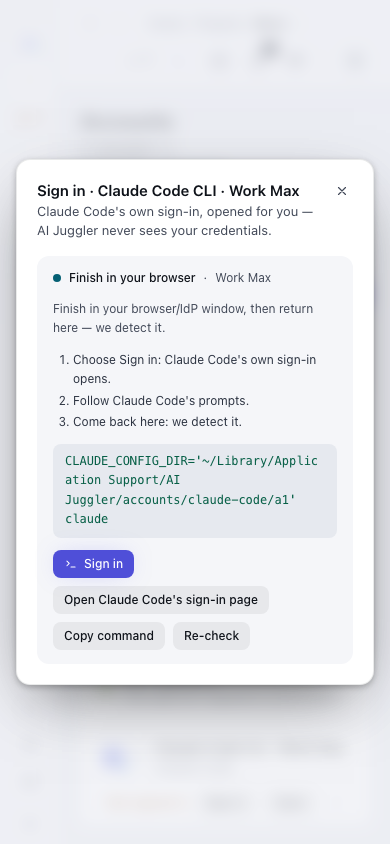 Sign in · Claude Code CLI · Work Max
Claude Code's own sign-in, opened for you —
AI Juggler never sees your credentials.
Finish in your browser · Work Max
Finish in your browser/IdP window, then return
here — we detect it.
1. Choose Sign in: Claude Code's own sign-in
opens.
2. Follow Claude Code's prompts.
3. Come back here: we detect it.
CLAUDE_CONFIG_DIR='~/Library/Applic
ation Support/AI
Juggler/accounts/claude-code/a1'
claude
Sign in
Open Claude Code's sign-in page
Copy command Re-check